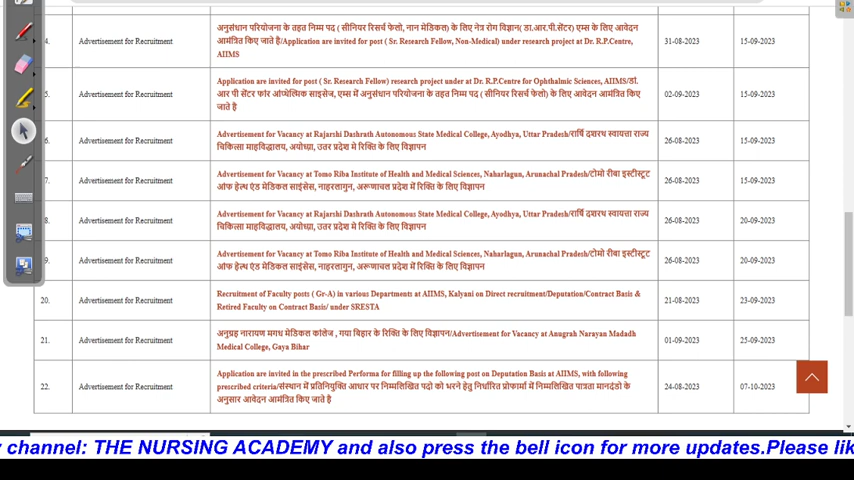 4. Advertisement for Recruitment अनुसंधान परियोजना के तहत निम्न पद ( सीनियर रिसर्च फेलो, नान मेडिकल) के लिए नेत्र रोग विज्ञान( डा.आर.पी.सेंटर) एम्स के लिए आवेदन
आमंत्रित किए जाते है/Application are invited for post ( Sr. Research Fellow, Non-Medical) under research project at Dr. R.P.Centre, 31-08-2023 15-09-2023
AIIMS
5. Advertisement for Recruitment Application are invited for post ( Sr. Research Fellow) research project under at Dr. R.P.Centre for Ophthalmic Sciences, AIIMS/डा.
आर पी सेंटर फांर ऑप्थेल्मिक साइसेज, एम्स में अनुसंधान परियोजना के तहत निम्न पद ( सीनियर रिसर्च फेलो) के लिए आवेदन आमंत्रित किए 02-09-2023 15-09-2023
जाते है
6. Advertisement for Recruitment Advertisement for Vacancy at Rajarshi Dashrath Autonomous State Medical College, Ayodhya, Uttar Pradesh/रार्षि दशरथ स्वायत्ता राज्य
चिकित्सा माहविद्धालय, अयोध्या, उतर प्रदेश मे रिक्ति के लिए विज्ञापन 26-08-2023 15-09-2023
7. Advertisement for Recruitment Advertisement for Vacancy at Tomo Riba Institute of Health and Medical Sciences, Naharlagun, Arunachal Pradesh/टोमो रीबा इस्टीस्टूट
ऑफ हेल्थ एंड मेडिकल साइंसेस, नाहरलागुन, अरूणाचल प्रदेश में रिक्ति के लिए विज्ञापन 26-08-2023 15-09-2023
8. Advertisement for Recruitment Advertisement for Vacancy at Rajarshi Dashrath Autonomous State Medical College, Ayodhya, Uttar Pradesh/रार्षि दशरथ स्वायत्ता राज्य
चिकित्सा माहविद्धालय, अयोध्या, उतर प्रदेश मे रिक्ति के लिए विज्ञापन 26-08-2023 20-09-2023
9. Advertisement for Recruitment Advertisement for Vacancy at Tomo Riba Institute of Health and Medical Sciences, Naharlagun, Arunachal Pradesh/टोमो रीबा इस्टीस्टूट
ऑफ हेल्थ एंड मेडिकल साइंसेस, नाहरलागुन, अरूणाचल प्रदेश में रिक्ति के लिए विज्ञापन 26-08-2023 20-09-2023
20. Advertisement for Recruitment Recruitment of Faculty posts ( Gr-A) in various Departments at AIIMS, Kalyani on Direct recruitment/Deputation/Contract Basis &
Retired Faculty on Contract Basis/ under SRESTA 21-08-2023 23-09-2023
21. Advertisement for Recruitment अनुग्रह नारायण मगध मेडिकल कांलेज , गया बिहार के रिक्ति के लिए विज्ञापन/Advertisement for Vacancy at Anugrah Narayan Madadh
Medical College, Gaya Bihar 01-09-2023 25-09-2023
22. Advertisement for Recruitment Application are invited in the prescribed Performa for filling up the following post on Deputation Basis at AIIMS, with following
prescribed criteria/संस्थान में प्रतिनियुक्ति आधार पर निम्नलिखित पदो को भरने हेतु निर्धारित प्रोफार्मा में निम्नलिखित पात्रता मानदंडो के 24-08-2023 07-10-2023
अनुसार आवेदन आमंत्रित किए जाते है
y channel: THE NURSING ACADEMY and also press the bell icon for more updates.Please lik